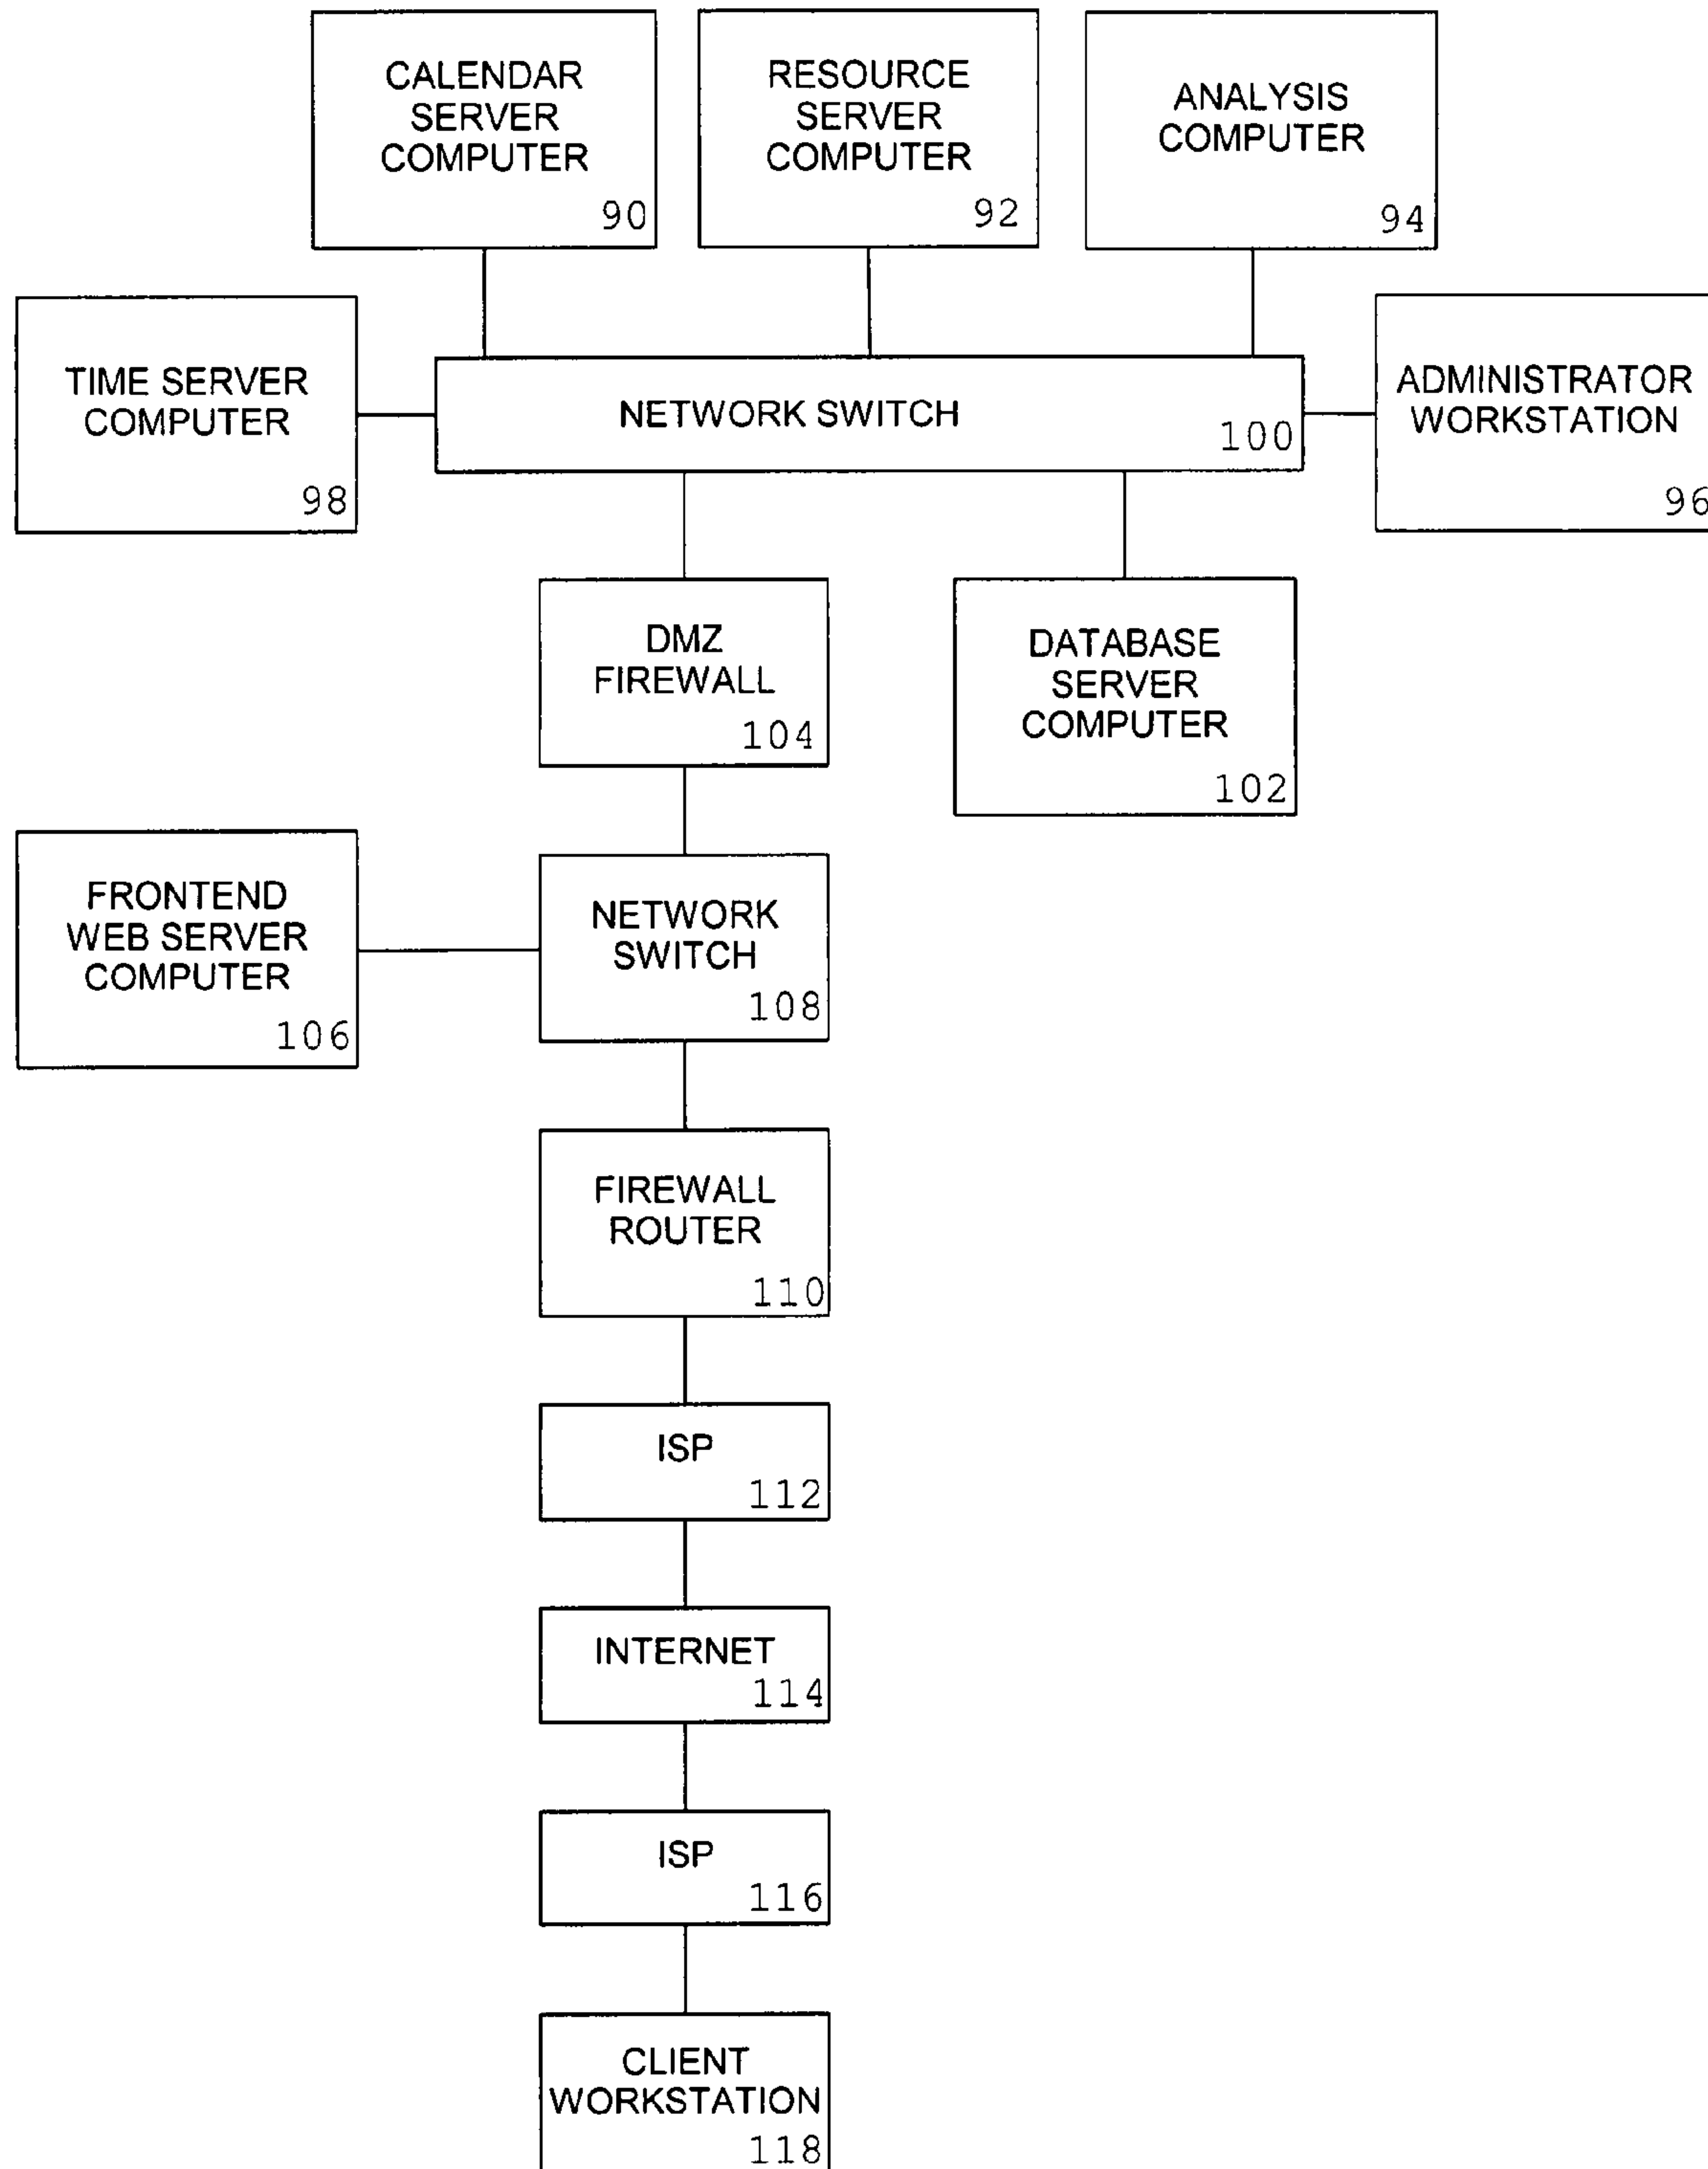 CALENDAR
SERVER
COMPUTER
90
RESOURCE
SERVER
COMPUTER
92
ANALYSIS
COMPUTER
94
TIME SERVER
COMPUTER
98
NETWORK SWITCH
100
ADMINISTRATOR
WORKSTATION
96
DMZ
FIREWALL
104
DATABASE
SERVER
COMPUTER
102
FRONTEND
WEB SERVER
COMPUTER
106
NETWORK
SWITCH
108
FIREWALL
ROUTER
110
ISP
112
INTERNET
114
ISP
116
CLIENT
WORKSTATION
118